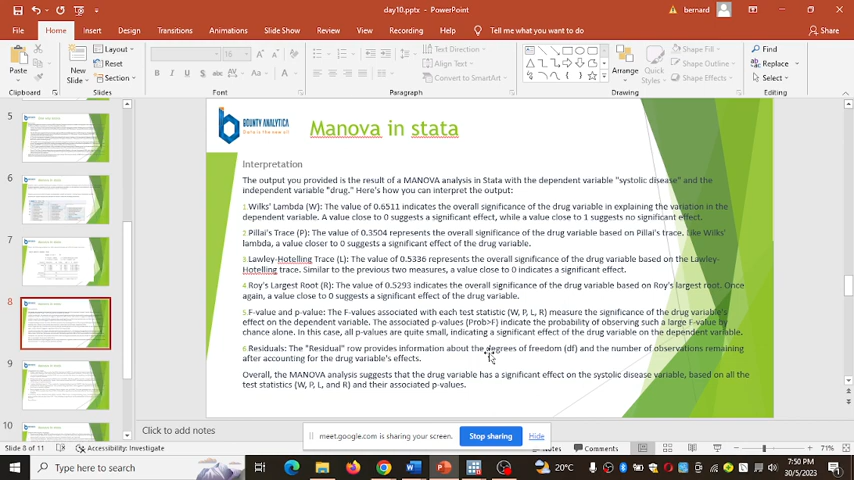 day10.pptx - PowerPoint
bernard
File Home Insert Design Transitions Animations Slide Show Review View Recording Help Tell me what you want to do Share
Paste New Slide Layout Reset Section 16 Text Direction Align Text Convert to SmartArt Arrange Quick Styles Shape Fill Shape Outline Shape Effects Find Replace Select
Clipboard Slides Font Paragraph Drawing Editing
5
6
7
8
9
10
BOUNTY ANALYTICA
Data is the new oil
Manova in stata
Interpretation
The output you provided is the result of a MANOVA analysis in Stata with the dependent variable "systolic disease" and the
independent variable "drug." Here's how you can interpret the output:
1.Wilks' Lambda (W): The value of 0.6511 indicates the overall significance of the drug variable in explaining the variation in the
dependent variable. A value close to 0 suggests a significant effect, while a value close to 1 suggests no significant effect.
2.Pillai's Trace (P): The value of 0.3504 represents the overall significance of the drug variable based on Pillai's trace. Like Wilks'
lambda, a value closer to 0 suggests a significant effect of the drug variable.
3.Lawley-Hotelling Trace (L): The value of 0.5336 represents the overall significance of the drug variable based on the Lawley-
Hotelling trace. Similar to the previous two measures, a value close to 0 indicates a significant effect.
4.Roy's Largest Root (R): The value of 0.5293 indicates the overall significance of the drug variable based on Roy's largest root. Once
again, a value close to 0 suggests a significant effect of the drug variable.
5.F-value and p-value: The F-values associated with each test statistic (W, P, L, R) measure the significance of the drug variable's
effect on the dependent variable. The associated p-values (Prob>F) indicate the probability of observing such a large F-value by
chance alone. In this case, all p-values are quite small, indicating a significant effect of the drug variable on the dependent variable.
6.Residuals: The "Residual" row provides information about the degrees of freedom (df) and the number of observations remaining
after accounting for the drug variable's effects.
Overall, the MANOVA analysis suggests that the drug variable has a significant effect on the systolic disease variable, based on all the
test statistics (W, P, L, and R) and their associated p-values.
Click to add notes
meet.google.com is sharing your screen. Stop sharing Hide
Slide 8 of 11 Accessibility: Investigate Notes Comments 71%
Type here to search 20°C 7:50 PM
30/5/2023